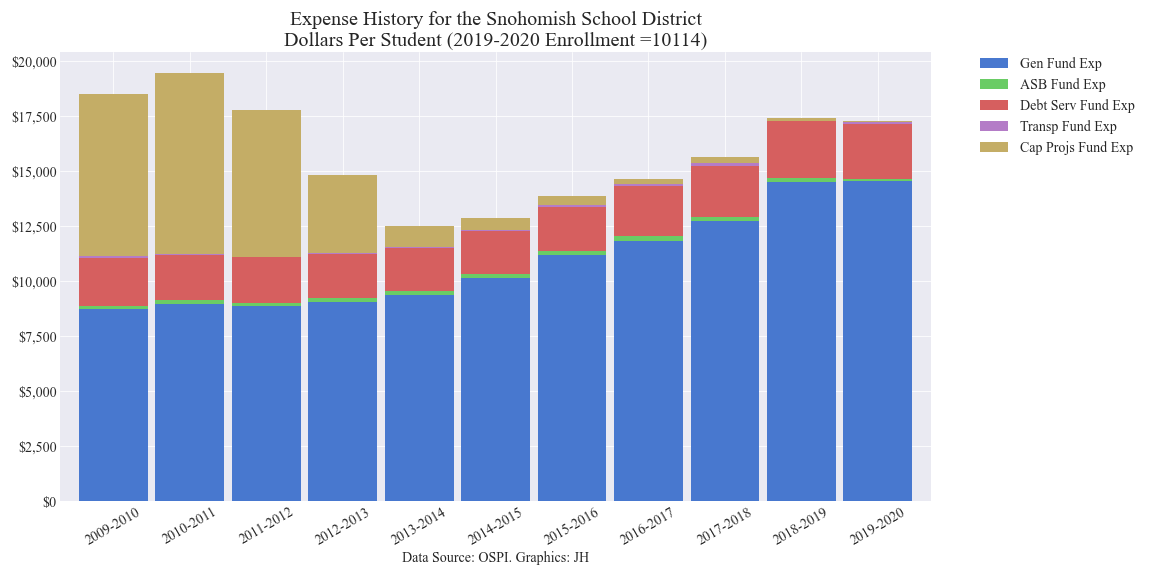 Expense History for the Snohomish School District
Dollars Per Student (2019-2020 Enrollment =10114)
$20,000
$17,500
$15,000
$12,500
$10,000
$7,500
$5,000
$2,500
$0
2009-2010
2010-2011
2011-2012
2012-2013
2013-2014
2014-2015
2015-2016
2016-2017
2017-2018
2018-2019
2019-2020
Data Source: OSPI. Graphics: JH
Gen Fund Exp
ASB Fund Exp
Debt Serv Fund Exp
Transp Fund Exp
Cap Projs Fund Exp